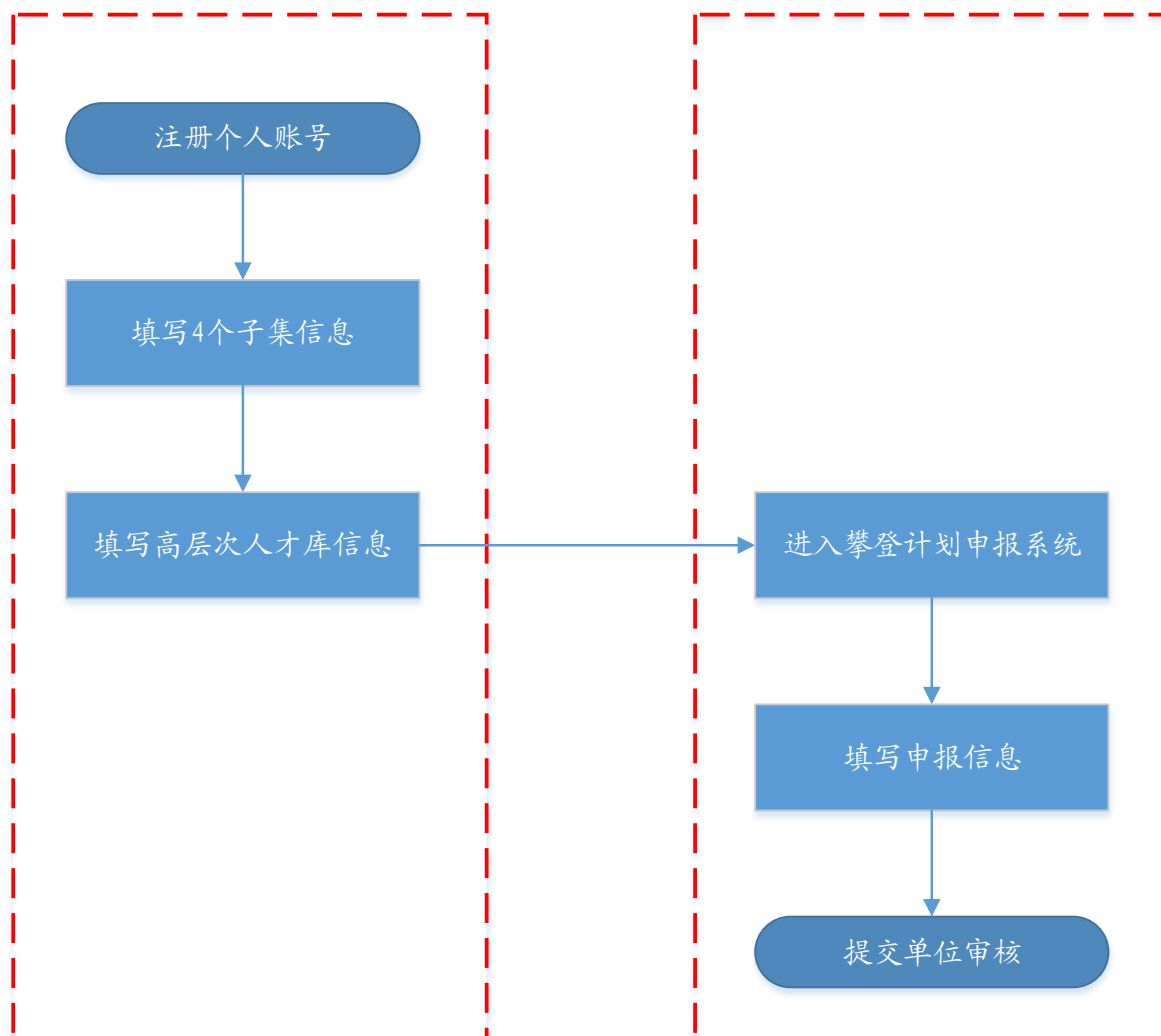 注册个人账号
填写4个子集信息
填写高层次人才库信息
进入攀登计划申报系统
填写申报信息
提交单位审核